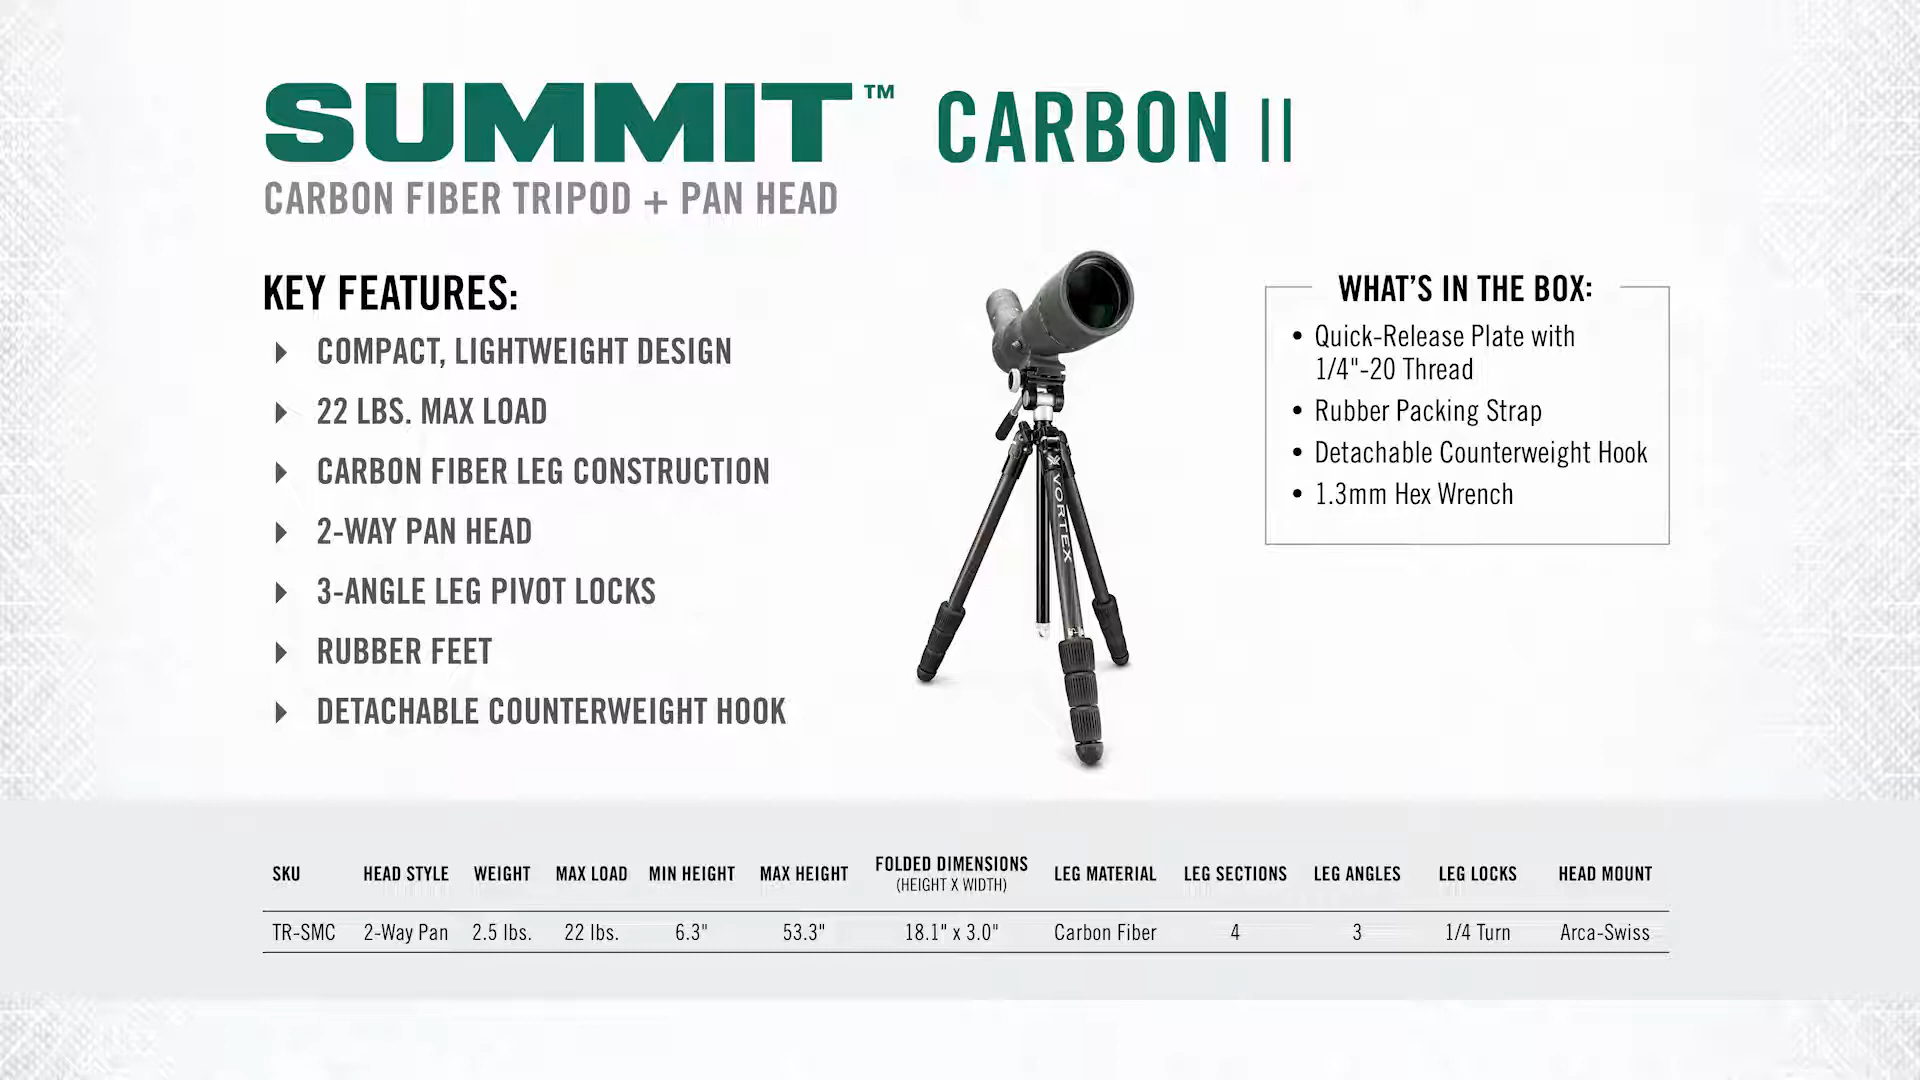 SUMMIT™ CARBON II
CARBON FIBER TRIPOD + PAN HEAD
KEY FEATURES:
COMPACT, LIGHTWEIGHT DESIGN
22 LBS. MAX LOAD
CARBON FIBER LEG CONSTRUCTION
2-WAY PAN HEAD
3-ANGLE LEG PIVOT LOCKS
RUBBER FEET
DETACHABLE COUNTERWEIGHT HOOK
VORTEX
WHAT'S IN THE BOX:
• Quick-Release Plate with
1/4"-20 Thread
• Rubber Packing Strap
• Detachable Counterweight Hook
• 1.3mm Hex Wrench
SKU HEAD STYLE WEIGHT MAX LOAD MIN HEIGHT MAX HEIGHT FOLDED DIMENSIONS (HEIGHT X WIDTH) LEG MATERIAL LEG SECTIONS LEG ANGLES LEG LOCKS HEAD MOUNT
TR-SMC 2-Way Pan 2.5 lbs. 22 lbs. 6.3" 53.3" 18.1" x 3.0" Carbon Fiber 4 3 1/4 Turn Arca-Swiss